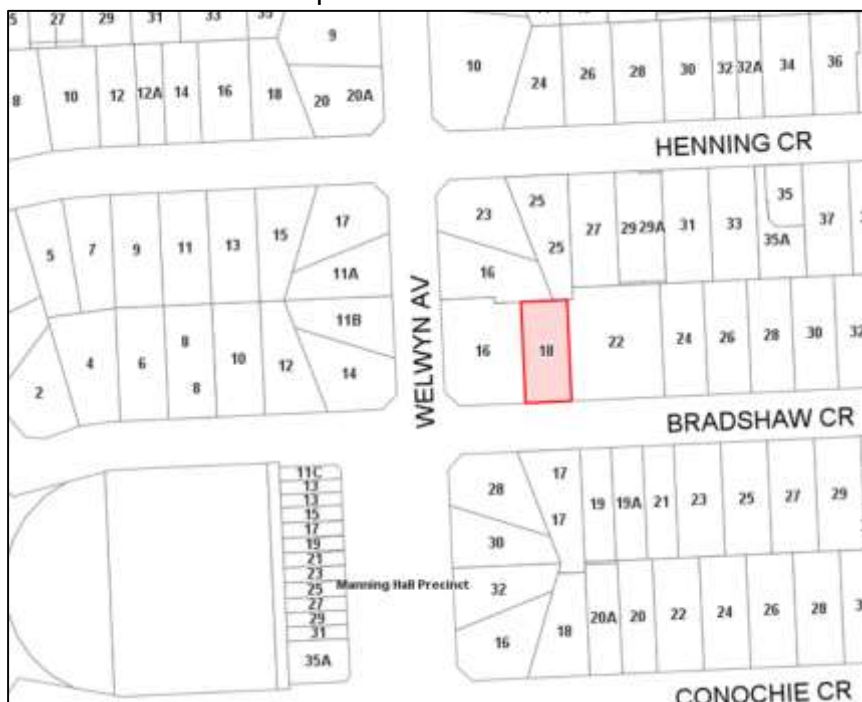 27 29 31 33 35
9
8 10 12 12A 14 16 18 20 20A
10 24 26 28 30 32 32A 34 36
HENNING CR
5 7 9 11 13 15 17
11A
23 25 27 29 29A 31 33 35 37
16 25 35A
WELWYN AV
2 4 6 8 10 12 11B
8 14
16 18 22 24 26 28 30 32
BRADSHAW CR
11C
13
13
15
17
19
21
23
25
27
29
31
35A
Manning Hall Precinct
28 17 19 19A 21 23 25 27 29
30 17
32
16 18 20A 20 22 24 26 28
CONOCHIE CR